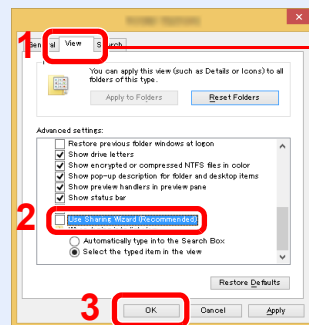 1
General
View
Search
You can apply this view (such as Details or Icons) to all
folders of this type.
Apply to Folders
Reset Folders
Advanced settings:
Restore previous folder windows at logon
Show drive letters
Show encrypted or compressed NTFS files in color
Show pop-up description for folder and desktop items
Show preview handlers in preview pane
Show status bar
2
Use Sharing Wizard (Recommended)
Automatically type into the Search Box
Select the typed item in the view
Restore Defaults
3
OK
Cancel
Apply